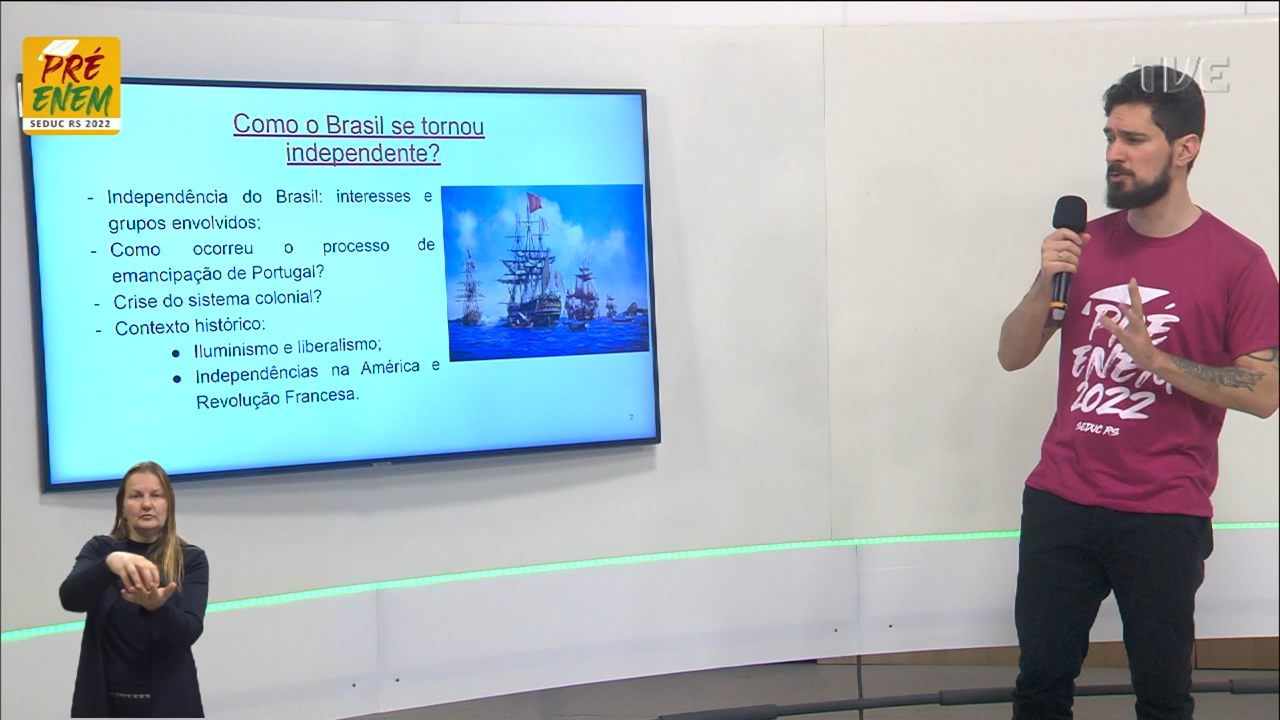 PRÉ
ENEM
SEDUC RS 2022
TVE
Como o Brasil se tornou
independente?
- Independência do Brasil: interesses e
grupos envolvidos;
- Como ocorreu o processo de
emancipação de Portugal?
- Crise do sistema colonial?
- Contexto histórico:
● Iluminismo e liberalismo;
● Independências na América e
Revolução Francesa.
2
PRÉ
ENEM
2022
SEDUC RS